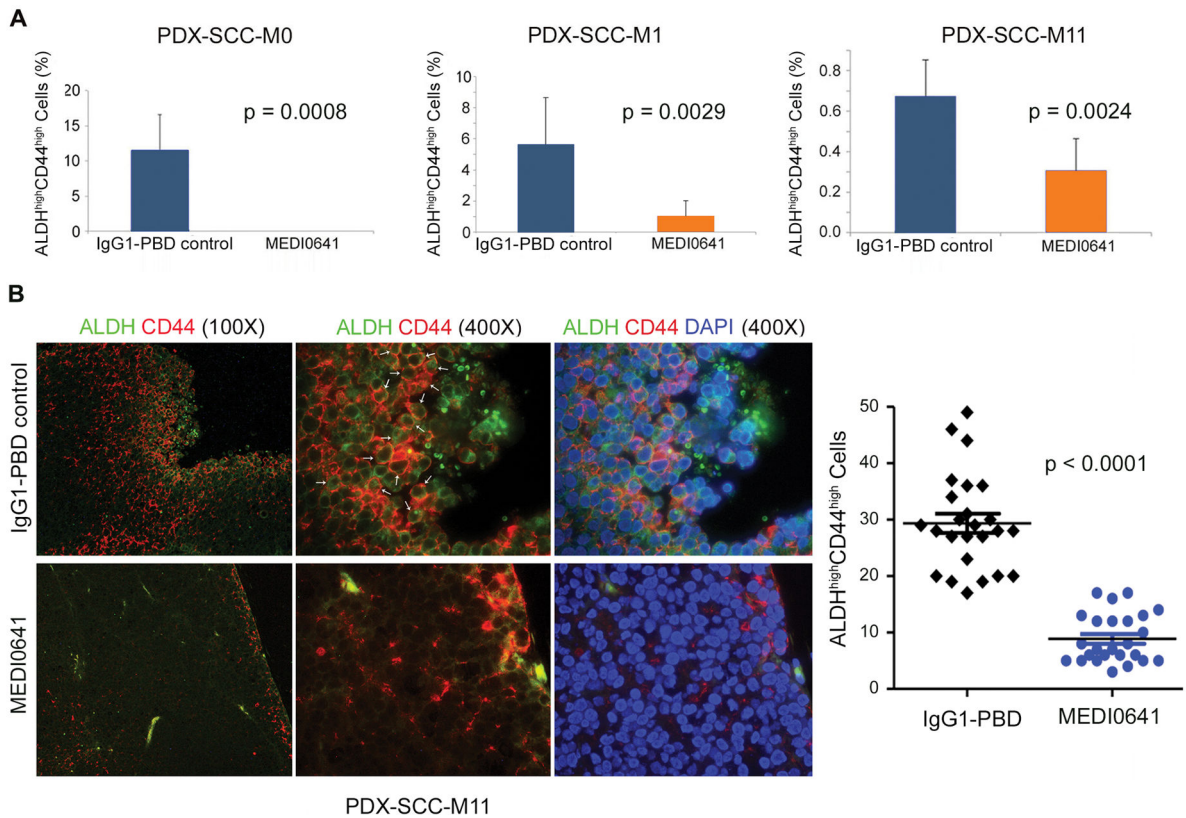 A
PDX-SCC-M0
ALDHhighCD44high Cells (%)
20
15
10
5
0
p = 0.0008
IgG1-PBD control MEDI0641
PDX-SCC-M1
ALDHhighCD44high Cells (%)
10
8
6
4
2
0
p = 0.0029
IgG1-PBD control MEDI0641
PDX-SCC-M11
ALDHhighCD44high Cells (%)
0.8
0.6
0.4
0.2
0.0
p = 0.0024
IgG1-PBD control MEDI0641
B
ALDH CD44 (100X)
ALDH CD44 (400X)
ALDH CD44 DAPI (400X)
IgG1-PBD control
MEDI0641
PDX-SCC-M11
ALDHhighCD44high Cells
50
40
30
20
10
0
p < 0.0001
IgG1-PBD MEDI0641